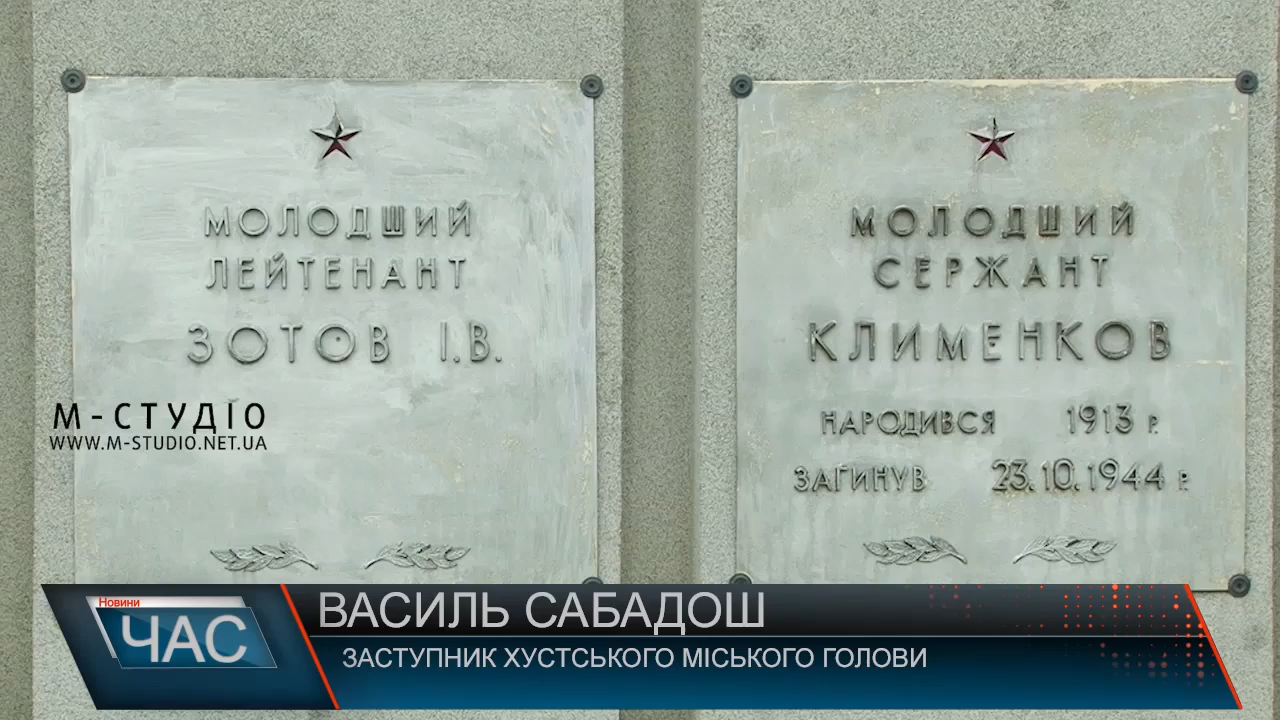 МОЛОДШИЙ
ЛЕЙТЕНАНТ
ЗОТОВ І.В.
МОЛОДШИЙ
СЕРЖАНТ
КЛИМЕНКОВ
НАРОДИВСЯ 1913 р.
ЗАГИНУВ 23.10.1944 р.
М-СТУДІО
WWW.M-STUDIO.NET.UA
Новини
ЧАС
ВАСИЛЬ САБАДОШ
ЗАСТУПНИК ХУСТСЬКОГО МІСЬКОГО ГОЛОВИ